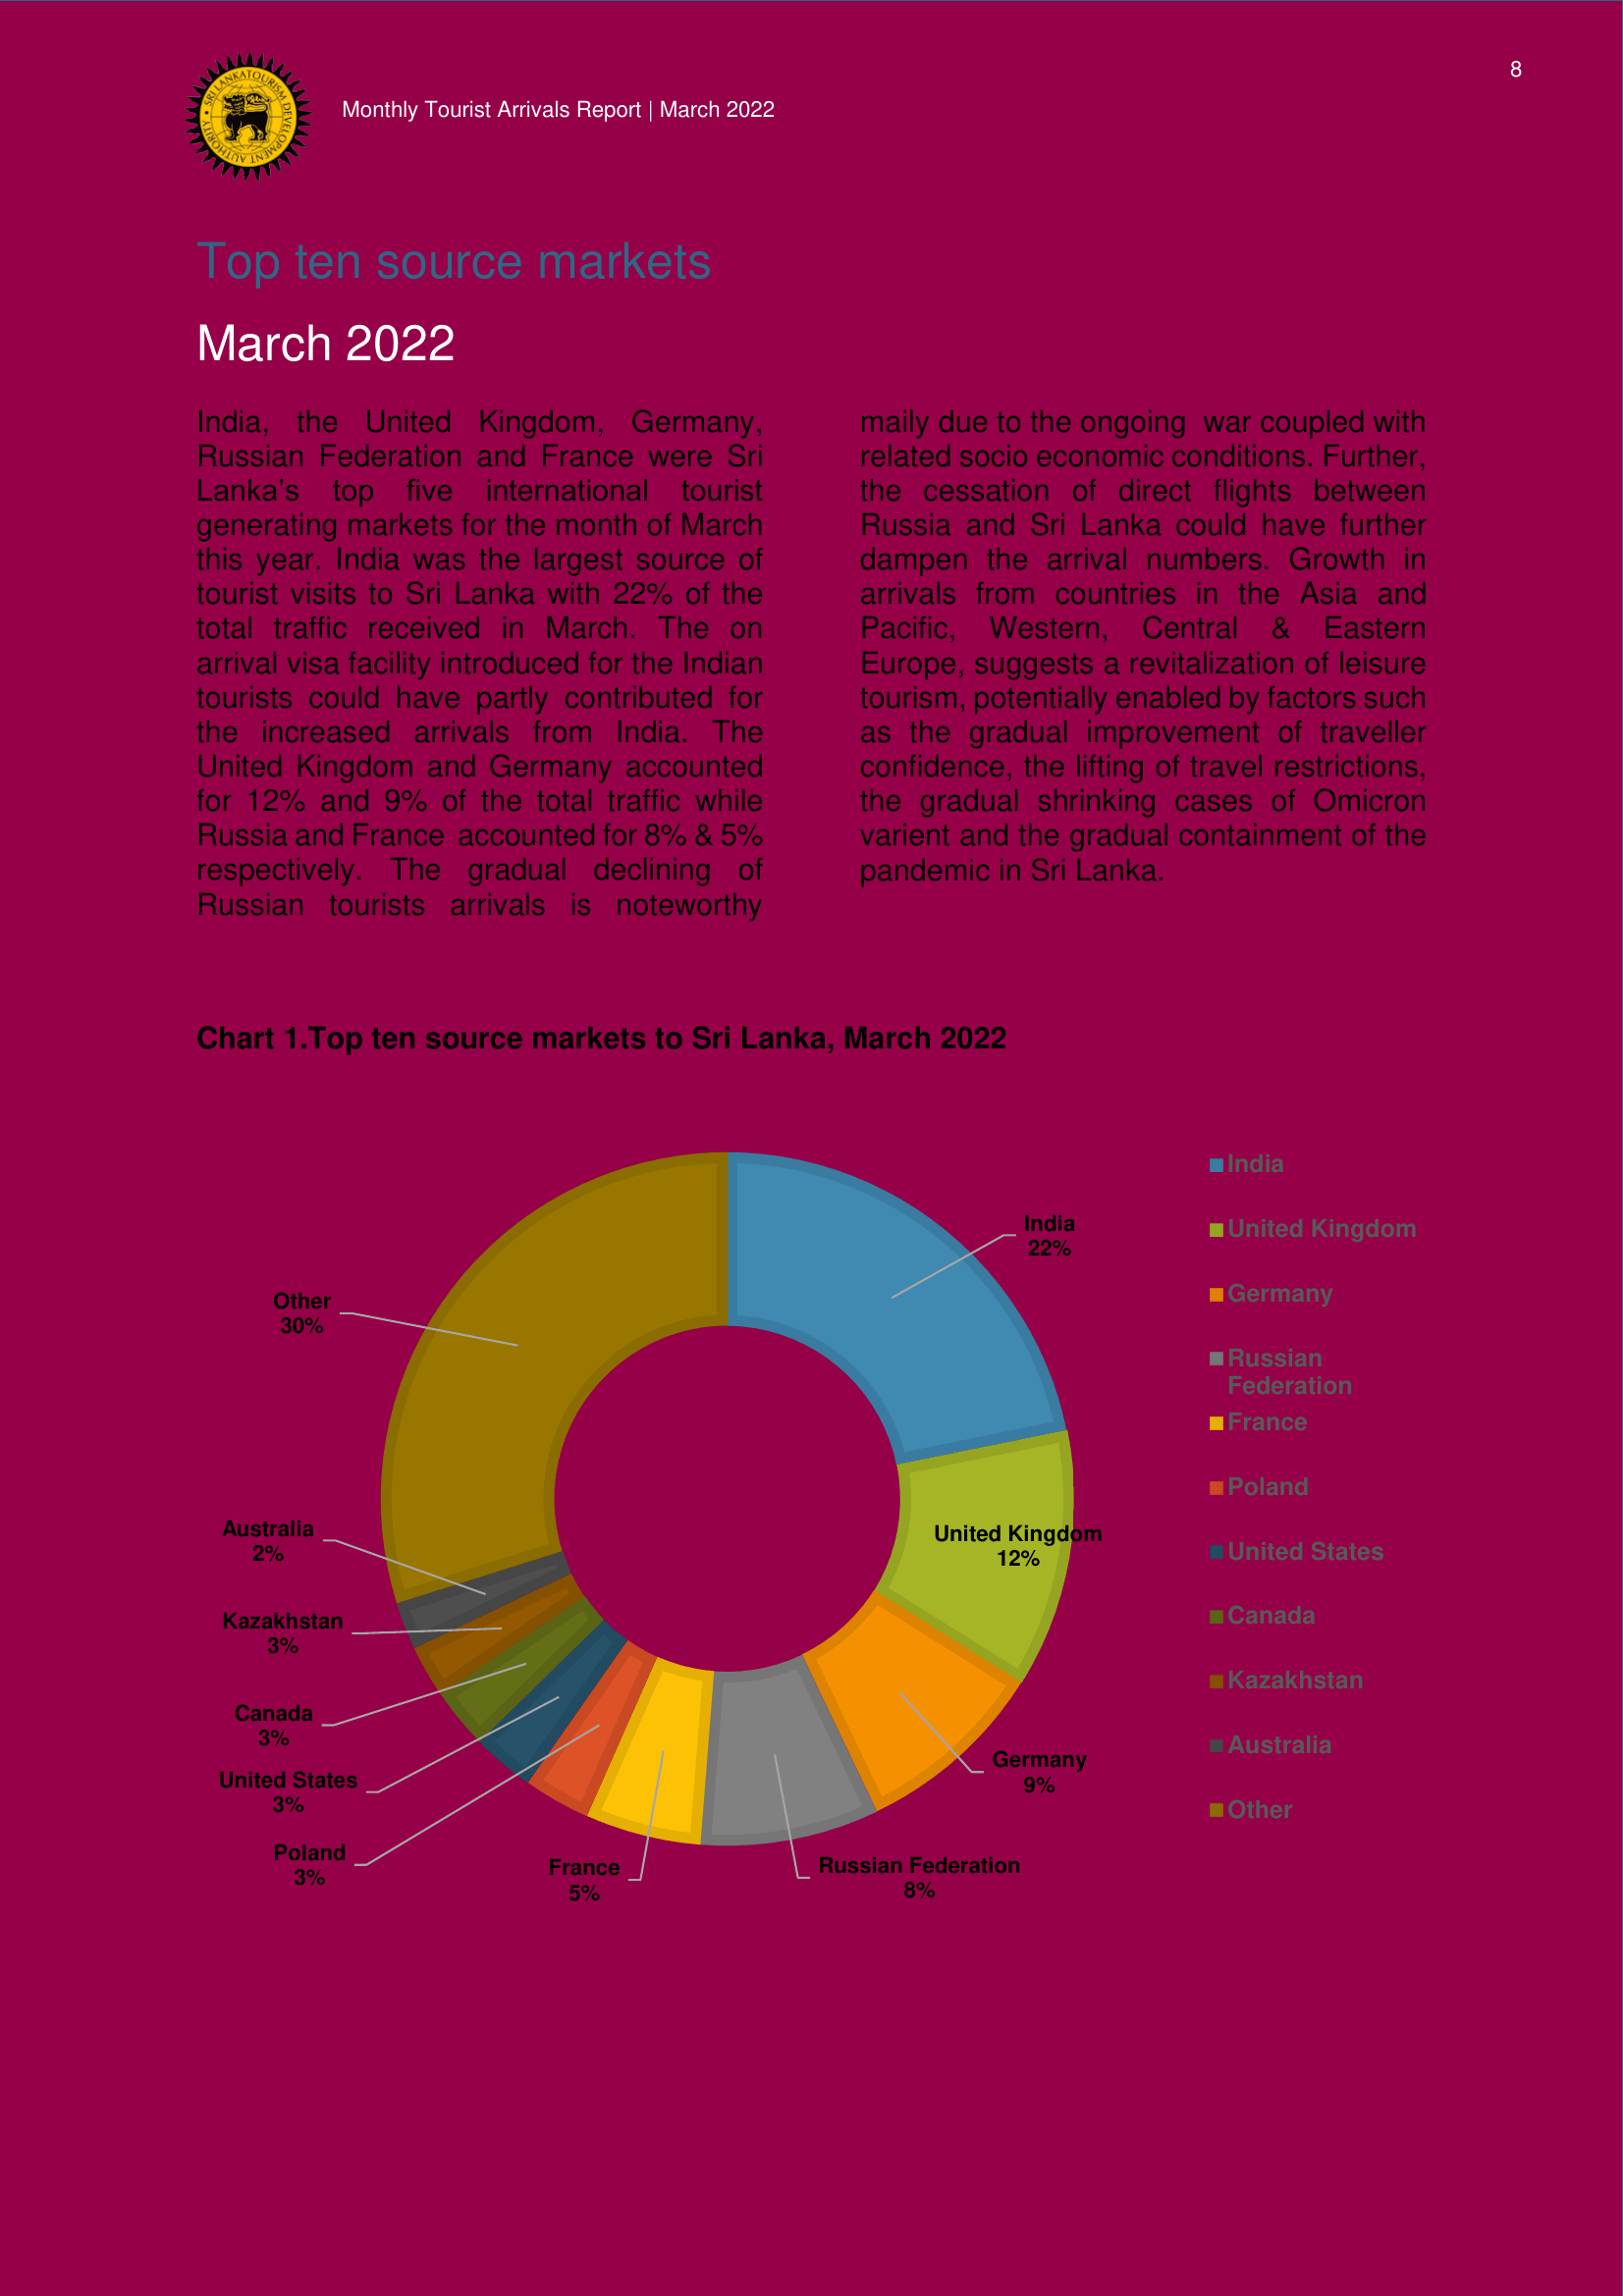 8
SRI LANKA TOURISM DEVELOPMENT AUTHORITY
Monthly Tourist Arrivals Report | March 2022
Top ten source markets
March 2022
India, the United Kingdom, Germany,
Russian Federation and France were Sri
Lanka’s top five international tourist
generating markets for the month of March
this year. India was the largest source of
tourist visits to Sri Lanka with 22% of the
total traffic received in March. The on
arrival visa facility introduced for the Indian
tourists could have partly contributed for
the increased arrivals from India. The
United Kingdom and Germany accounted
for 12% and 9% of the total traffic while
Russia and France accounted for 8% & 5%
respectively. The gradual declining of
Russian tourists arrivals is noteworthy
maily due to the ongoing war coupled with
related socio economic conditions. Further,
the cessation of direct flights between
Russia and Sri Lanka could have further
dampen the arrival numbers. Growth in
arrivals from countries in the Asia and
Pacific, Western, Central & Eastern
Europe, suggests a revitalization of leisure
tourism, potentially enabled by factors such
as the gradual improvement of traveller
confidence, the lifting of travel restrictions,
the gradual shrinking cases of Omicron
varient and the gradual containment of the
pandemic in Sri Lanka.
Chart 1.Top ten source markets to Sri Lanka, March 2022
India
22%
United Kingdom
12%
Germany
9%
Russian Federation
8%
France
5%
Poland
3%
United States
3%
Canada
3%
Kazakhstan
3%
Australia
2%
Other
30%
India
United Kingdom
Germany
Russian
Federation
France
Poland
United States
Canada
Kazakhstan
Australia
Other